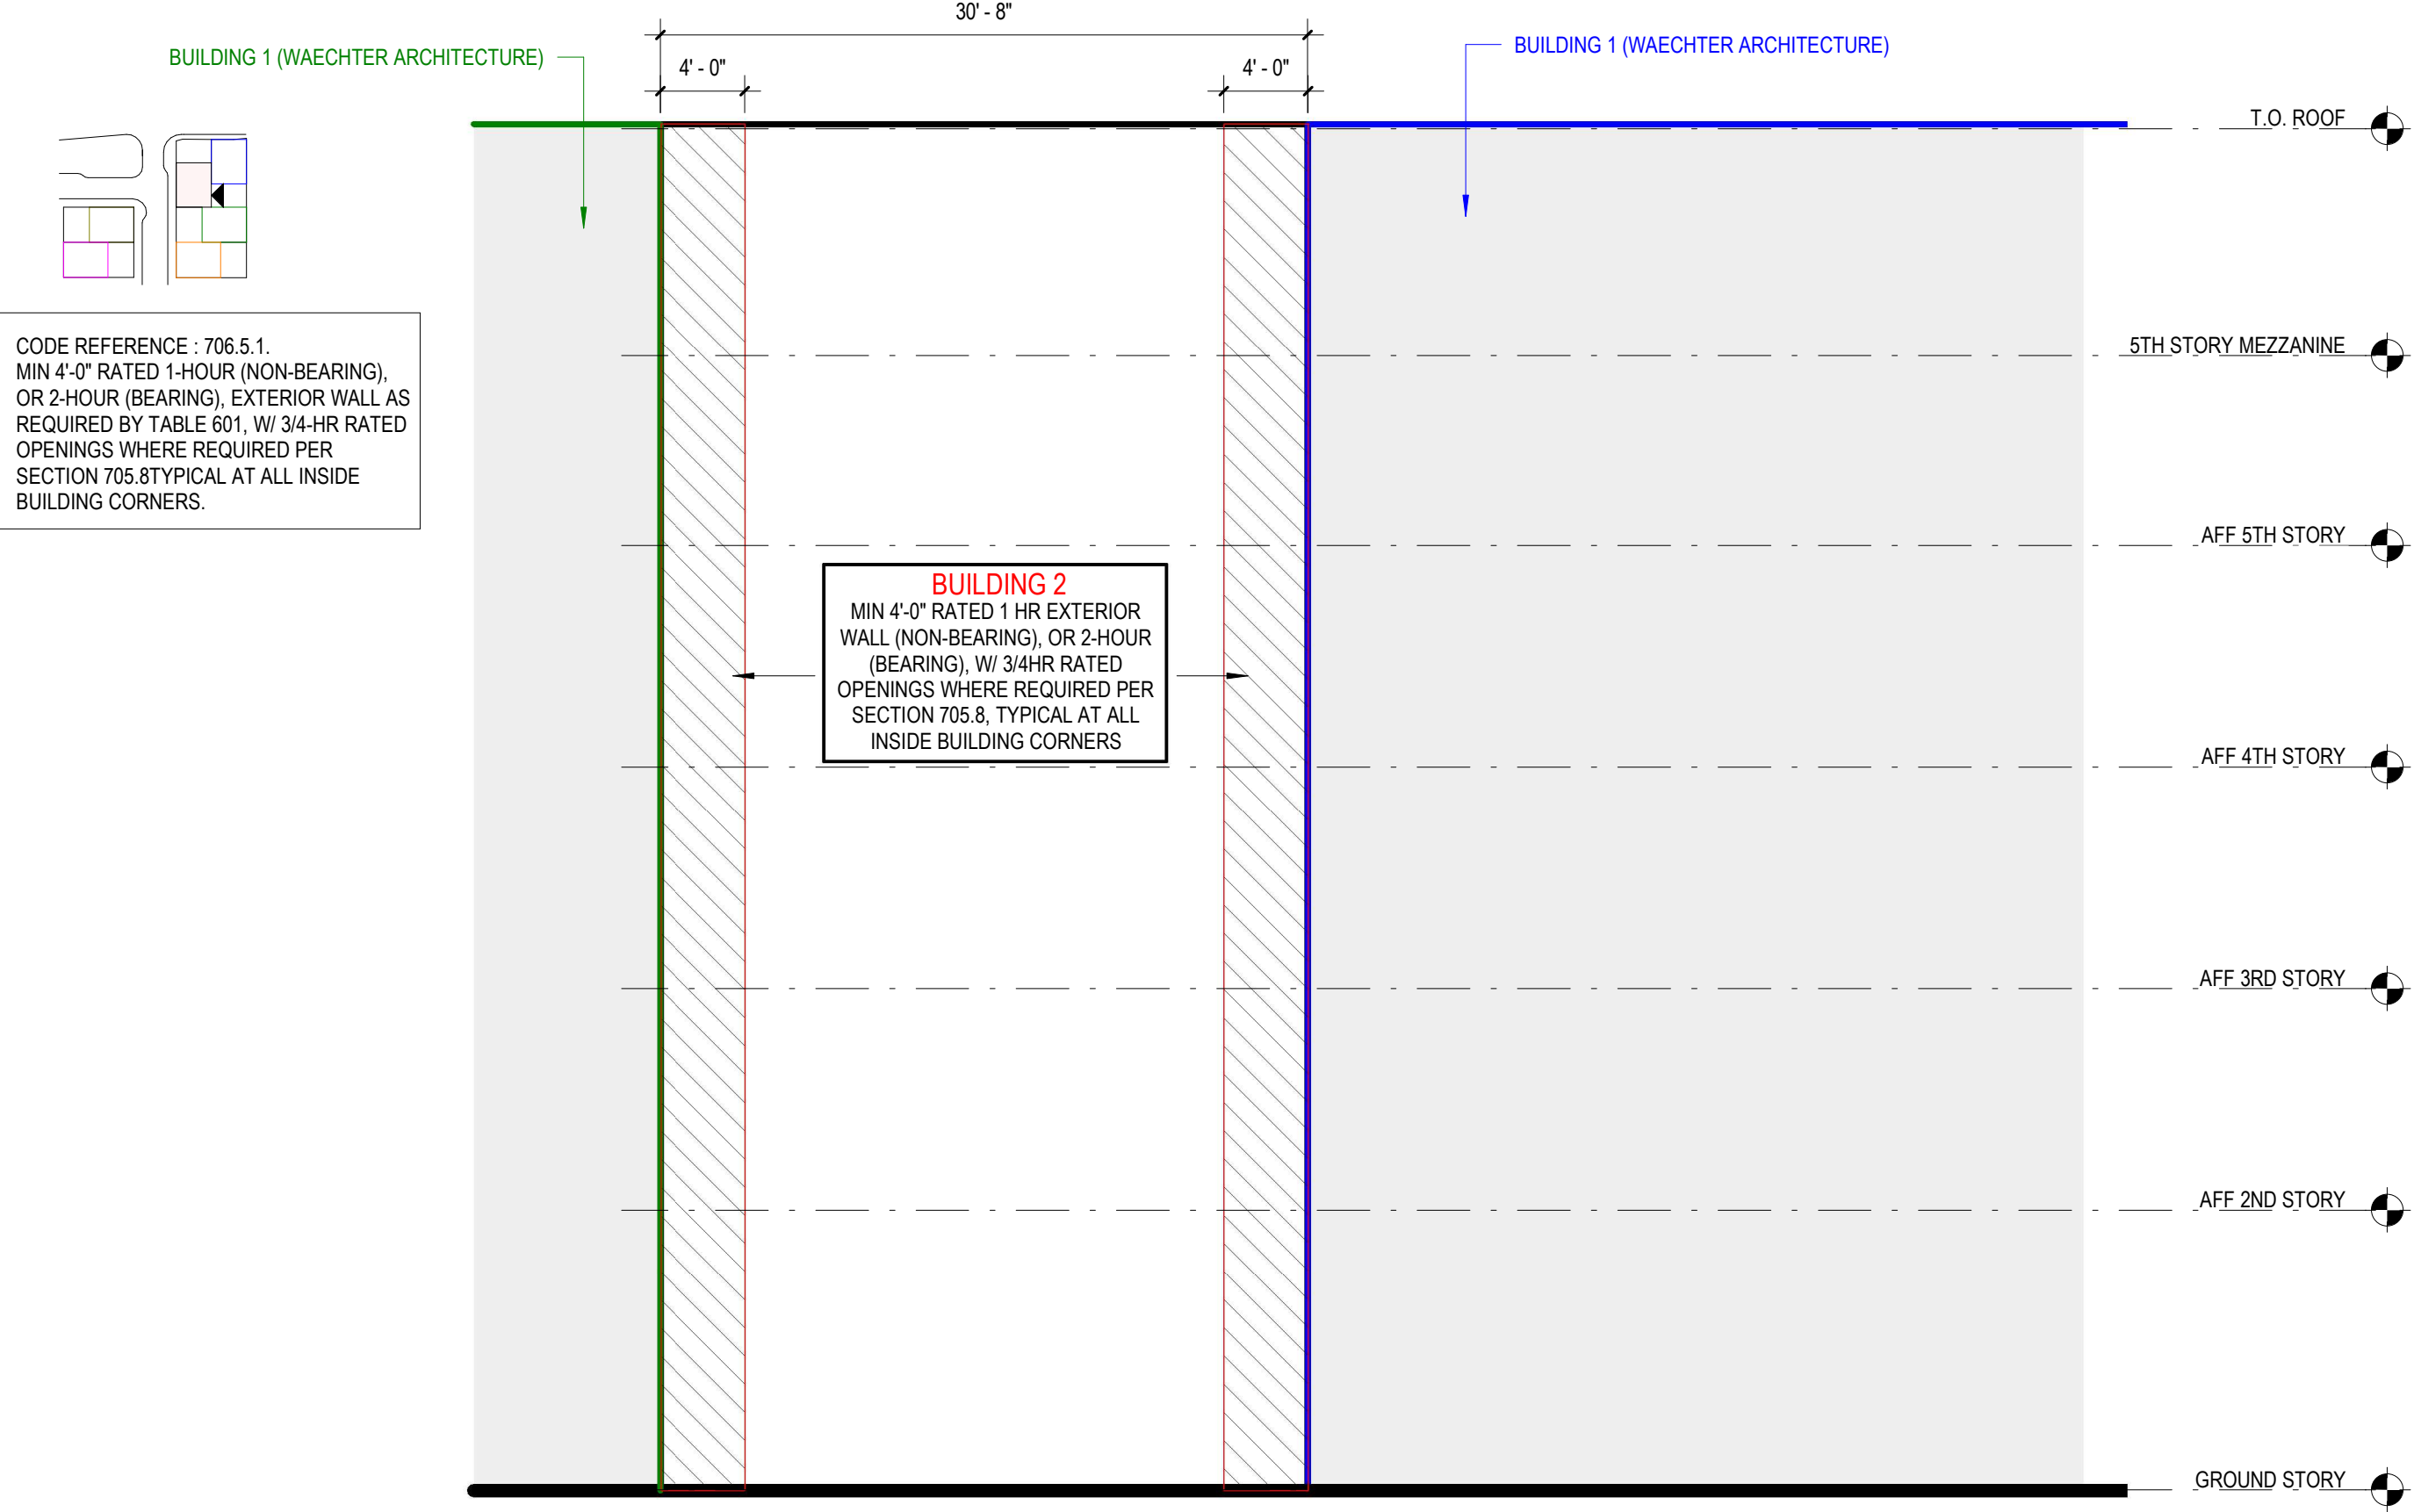 30' - 8"
BUILDING 1 (WAECHTER ARCHITECTURE)
BUILDING 1 (WAECHTER ARCHITECTURE)
4' - 0"
4' - 0"
T.O. ROOF
CODE REFERENCE : 706.5.1.
MIN 4'-0" RATED 1-HOUR (NON-BEARING),
OR 2-HOUR (BEARING), EXTERIOR WALL AS
REQUIRED BY TABLE 601, W/ 3/4-HR RATED
OPENINGS WHERE REQUIRED PER
SECTION 705.8TYPICAL AT ALL INSIDE
BUILDING CORNERS.
5TH STORY MEZZANINE
AFF 5TH STORY
BUILDING 2
MIN 4'-0" RATED 1 HR EXTERIOR
WALL (NON-BEARING), OR 2-HOUR
(BEARING), W/ 3/4HR RATED
OPENINGS WHERE REQUIRED PER
SECTION 705.8, TYPICAL AT ALL
INSIDE BUILDING CORNERS
AFF 4TH STORY
AFF 3RD STORY
AFF 2ND STORY
GROUND STORY